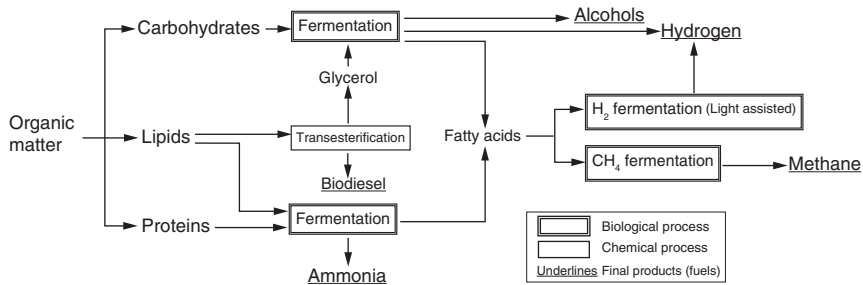 Carbohydrates
Fermentation
Alcohols
Hydrogen
Glycerol
Organic
matter
Lipids
Transesterification
Fatty acids
H₂ fermentation (Light assisted)
CH₄ fermentation
Methane
Biodiesel
Proteins
Fermentation
Ammonia
Biological process
Chemical process
Underlines Final products (fuels)